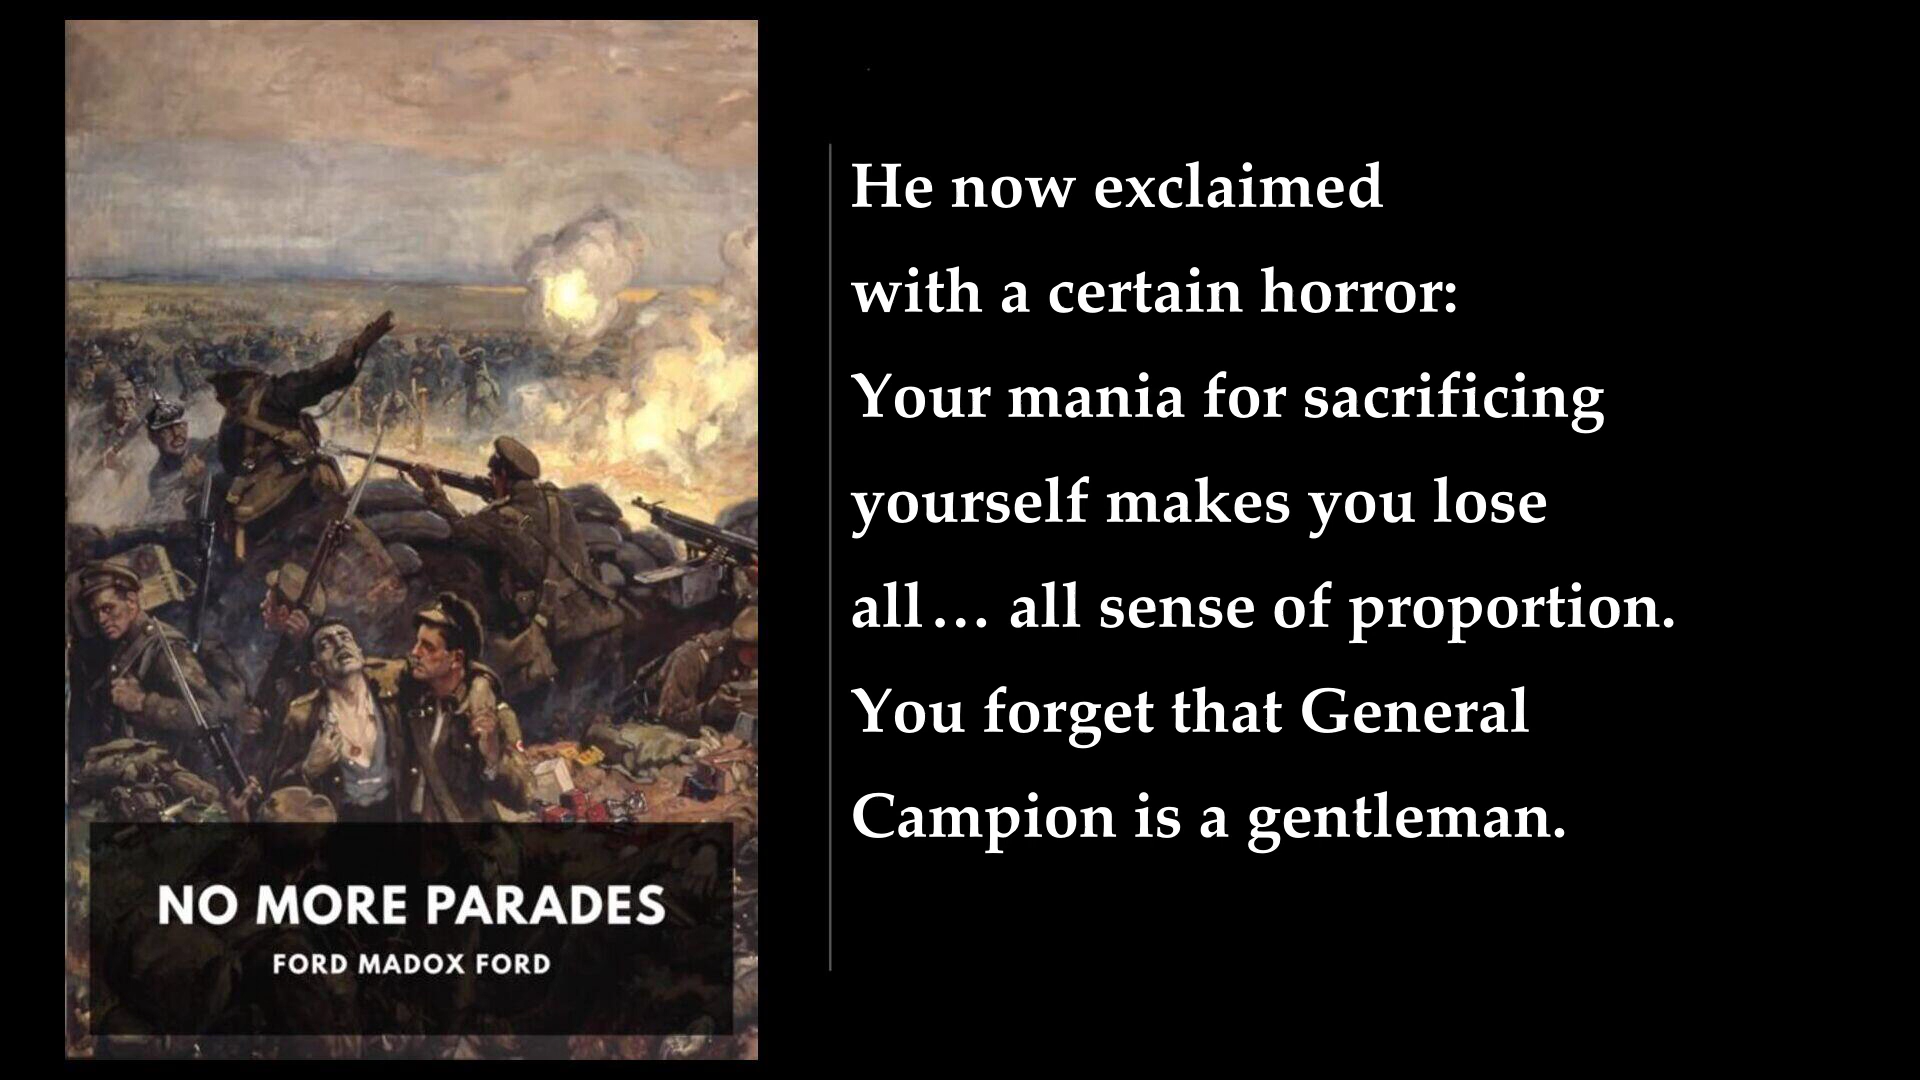 NO MORE PARADES
FORD MADOX FORD
He now exclaimed
with a certain horror:
Your mania for sacrificing
yourself makes you lose
all… all sense of proportion.
You forget that General
Campion is a gentleman.